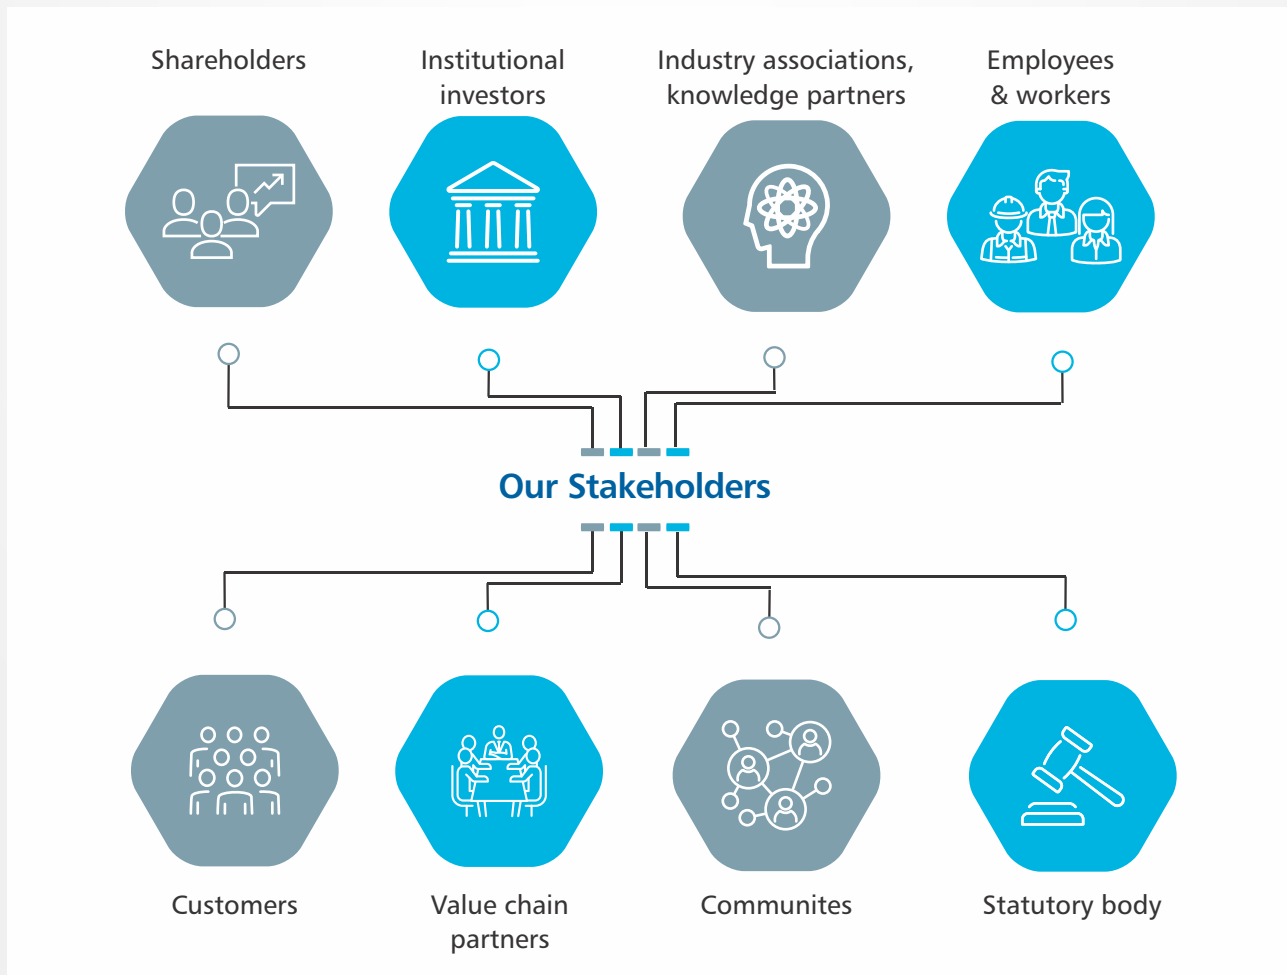 Shareholders
Institutional
investors
Industry associations,
knowledge partners
Employees
& workers
Our Stakeholders
Customers
Value chain
partners
Communites
Statutory body